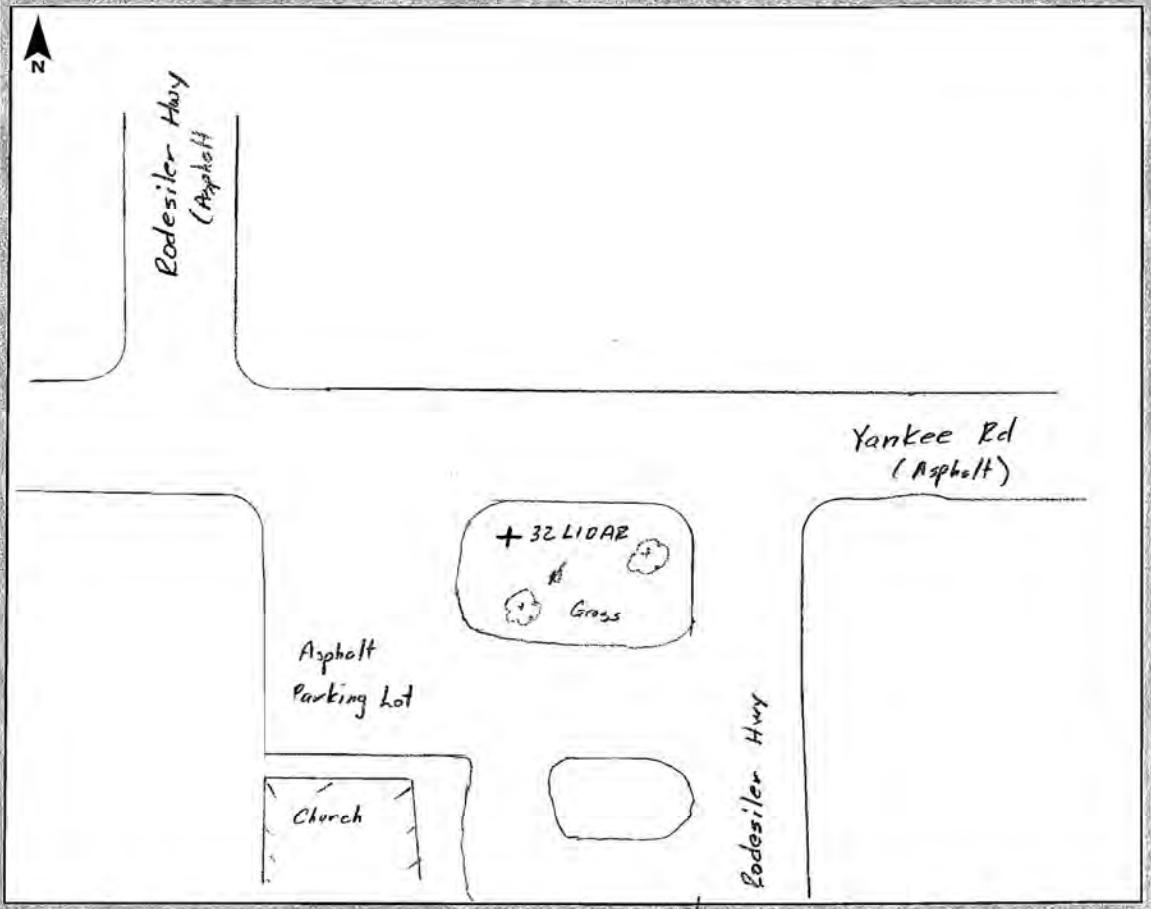 N
Rodesiler Hwy
(Asphalt
Yankee Rd
(Asphalt)
+ 32 LIDAR
Grass
Asphalt
Parking Lot
Church
Rodesiler Hwy